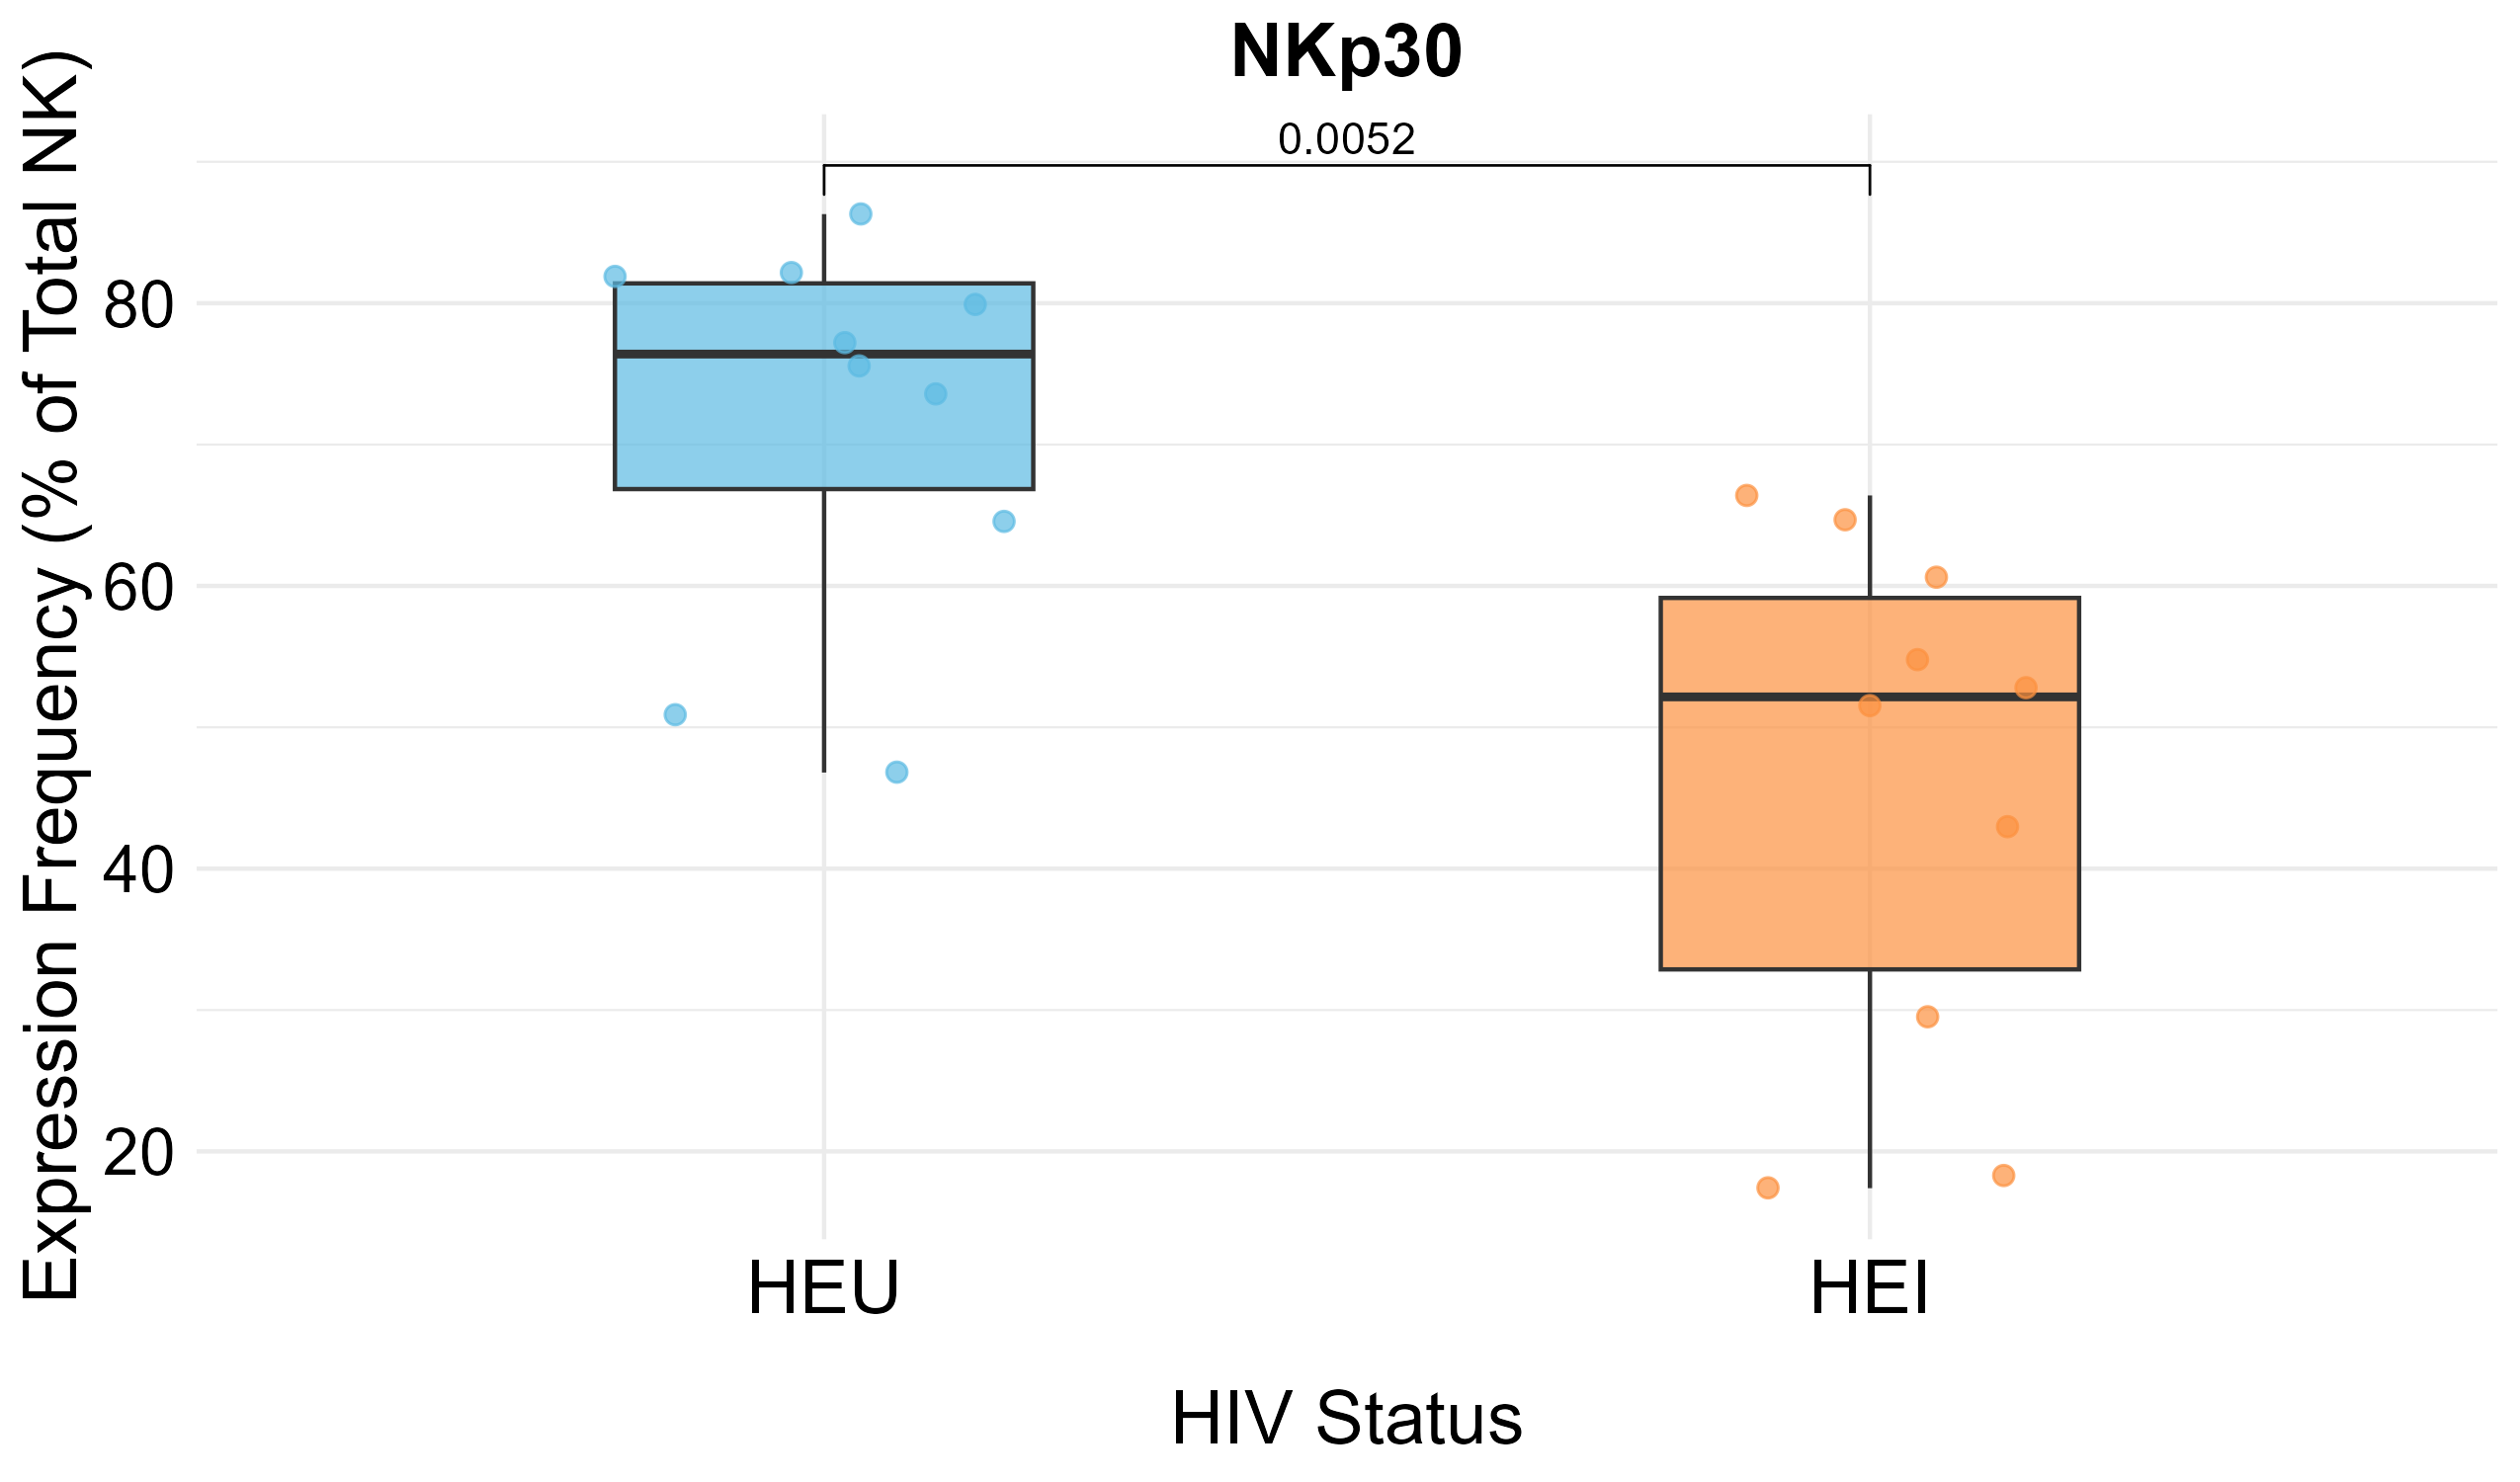 NKp30
0.0052
Expression Frequency (% of Total NK)
80
60
40
20
HEU
HEI
HIV Status